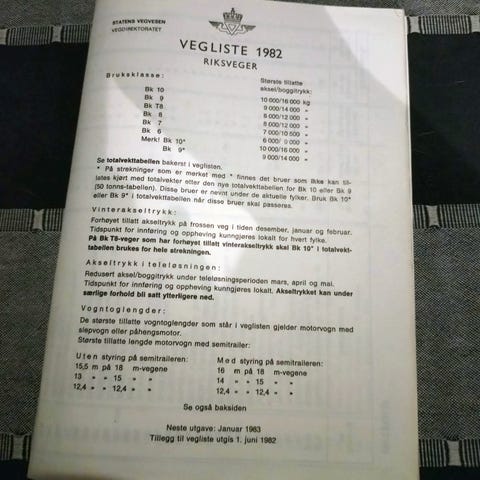 STATENS VEGVESEN
VEGDIREKTORATET
VEGLISTE 1982
RIKSVEGER
Bruksklasse:
Største tillatte
aksel/boggitrykk:
Bk 10 10 000/16 000 kg
Bk 9 9 000/14 000 "
Bk T8 8 000/12 000 "
Bk 8 8 000/12 000 "
Bk 7 7 000/10 500 "
Bk 6 6 000/ 9 000 "
Merk! Bk 10* 10 000/16 000 "
Bk 9* 9 000/14 000 "
Se totalvekttabellen bakerst i veglisten.
* På strekninger som er merket med * finnes det bruer som ikke kan til-
lates kjørt med totalvekter etter den nye totalvekttabellen for Bk 10 eller Bk 9
(50 tonns-tabellen). Disse bruer er nevnt under de aktuelle fylker. Bruk Bk 10*
eller Bk 9* i totalvekttabellen når disse bruer skal passeres.
Vinterakseltrykk:
Forhøyet tillatt akseltrykk på frossen veg i tiden desember, januar og februar.
Tidspunkt for innføring og oppheving kunngjøres lokalt for hvert fylke.
På Bk T8-veger som har forhøyet tillatt vinterakseltrykk skal Bk 10* i totalvekt-
tabellen brukes for hele strekningen.
Akseltrykk i teleløsningen:
Redusert aksel/boggitrykk under teleløsningsperioden mars, april og mai.
Tidspunkt for innføring og oppheving kunngjøres lokalt. Akseltrykket kan under
særlige forhold bli satt ytterligere ned.
Vogntoglengder:
De største tillatte vogntoglengder som står i veglisten gjelder motorvogn med
slepvogn eller påhengsmotor.
Største tillatte lengde motorvogn med semitrailer:
Uten styring på semitraileren: Med styring på semitraileren:
15,5 m på 18 m-vegene 16 m på 18 m-vegene
13 " " 15 " " 14 " " 15 " "
12,4 " " 12,4 " " 12,4 " " 12,4 " "
Se også baksiden
Neste utgave: Januar 1983
Tillegg til vegliste utgis 1. juni 1982